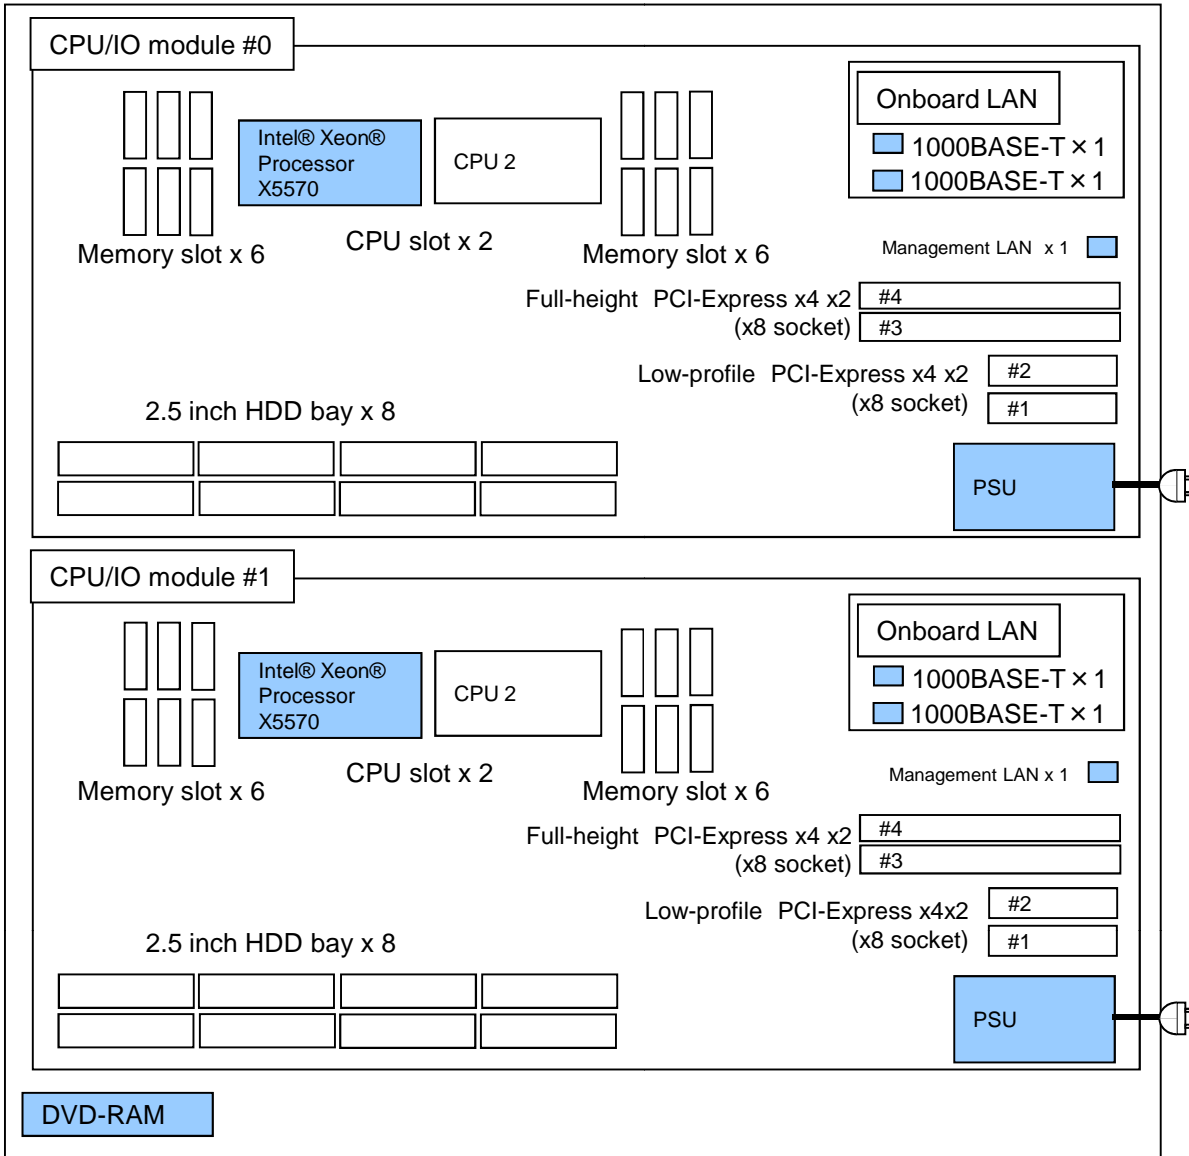 CPU/IO module #0
Onboard LAN
Intel® Xeon®
Processor
X5570
CPU 2
1000BASE-T × 1
1000BASE-T × 1
Memory slot x 6
CPU slot x 2
Memory slot x 6
Management LAN x 1
Full-height PCI-Express x4 x2
(x8 socket)
#4
#3
Low-profile PCI-Express x4 x2
(x8 socket)
#2
#1
2.5 inch HDD bay x 8
PSU
CPU/IO module #1
Onboard LAN
Intel® Xeon®
Processor
X5570
CPU 2
1000BASE-T × 1
1000BASE-T × 1
Memory slot x 6
CPU slot x 2
Memory slot x 6
Management LAN x 1
Full-height PCI-Express x4 x2
(x8 socket)
#4
#3
Low-profile PCI-Express x4x2
(x8 socket)
#2
#1
2.5 inch HDD bay x 8
PSU
DVD-RAM